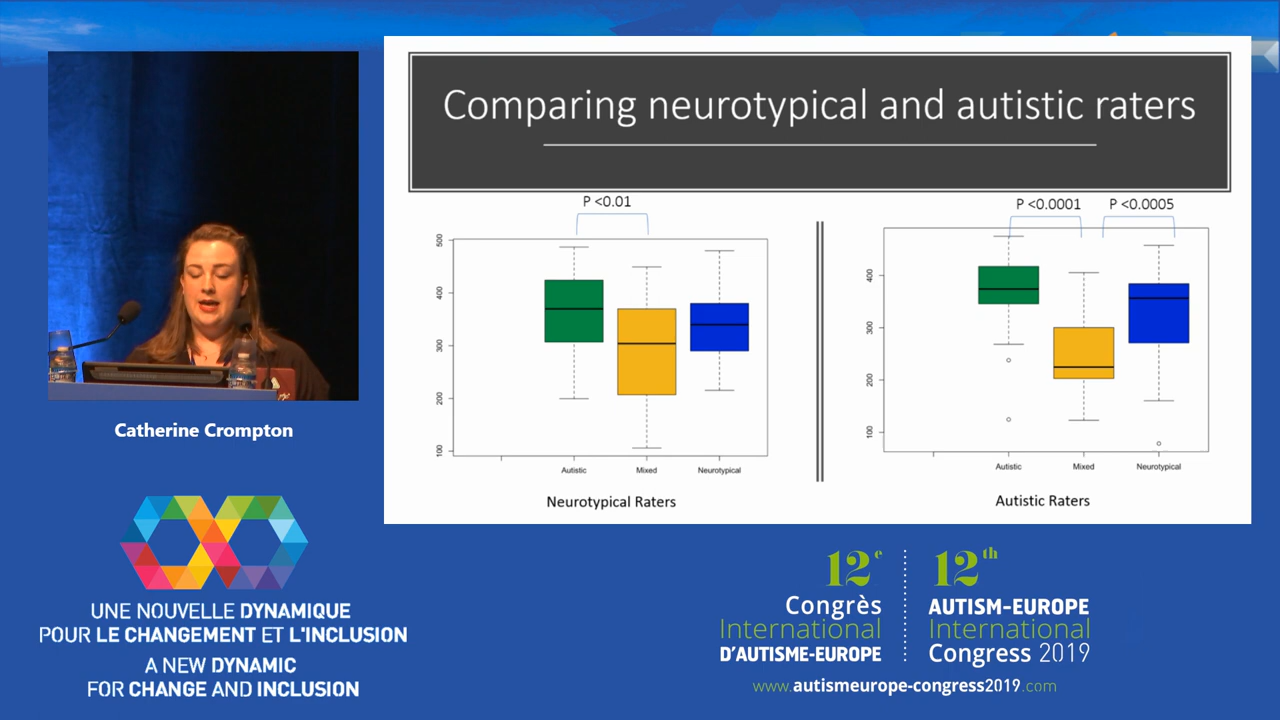 Comparing neurotypical and autistic raters
P <0.01
500
400
300
200
100
Autistic
Mixed
Neurotypical
Neurotypical Raters
P <0.0001
P <0.0005
400
300
200
100
Autistic
Mixed
Neurotypical
Autistic Raters
Catherine Crompton
UNE NOUVELLE DYNAMIQUE
POUR LE CHANGEMENT ET L'INCLUSION
A NEW DYNAMIC
FOR CHANGE AND INCLUSION
12e
Congrès
International
D'AUTISME-EUROPE
12th
AUTISM-EUROPE
International
Congress 2019
www.autismeurope-congress2019.com